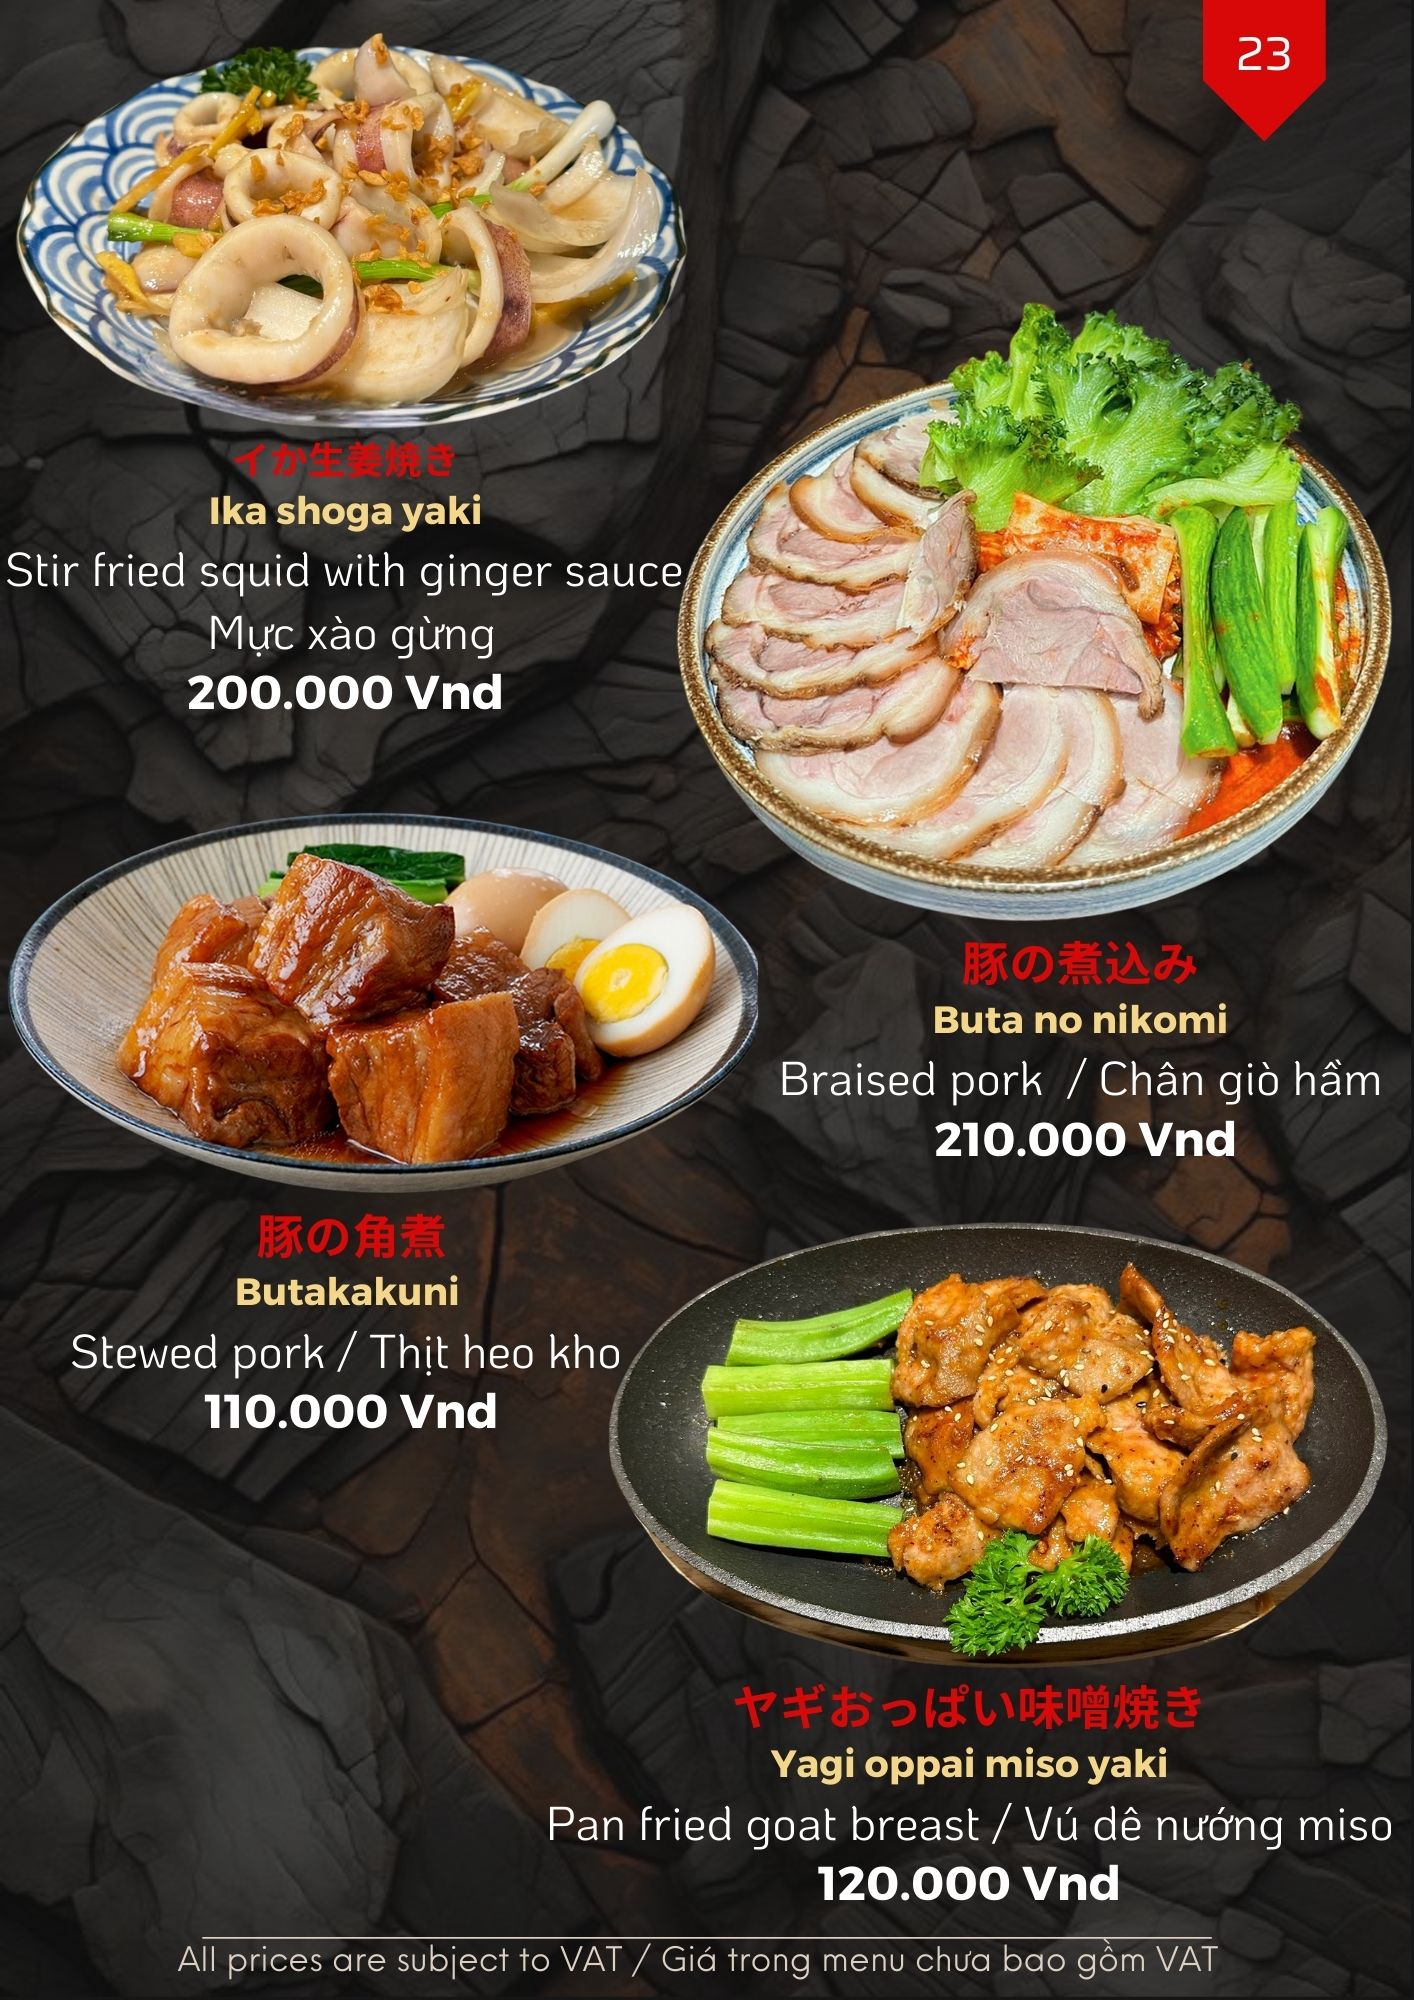 23
イか生姜焼き
Ika shoga yaki
Stir fried squid with ginger sauce
Mực xào gừng
200.000 Vnd
豚の煮込み
Buta no nikomi
Braised pork / Chân giò hầm
210.000 Vnd
豚の角煮
Butakakuni
Stewed pork / Thịt heo kho
110.000 Vnd
ヤギおっぱい味噌焼き
Yagi oppai miso yaki
Pan fried goat breast / Vú dê nướng miso
120.000 Vnd
All prices are subject to VAT / Giá trong menu chưa bao gồm VAT